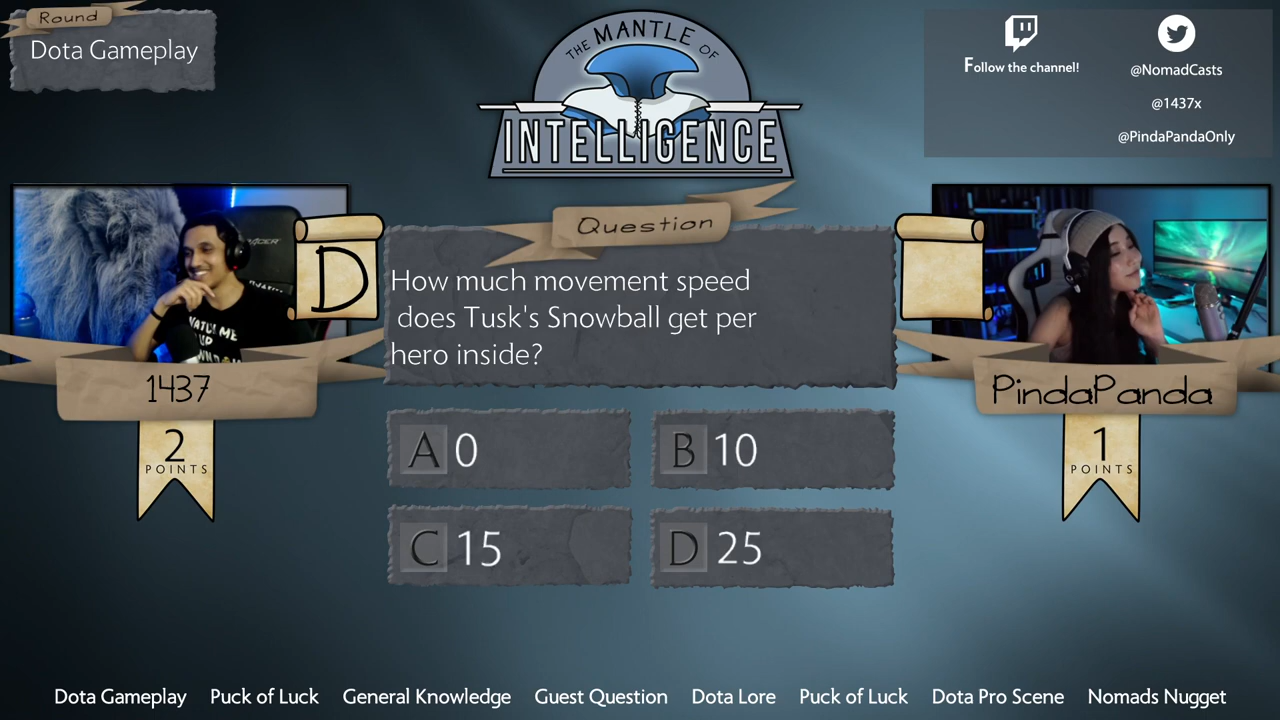 Round
Dota Gameplay
THE MANTLE OF
INTELLIGENCE
Follow the channel!
@NomadCasts
@1437x
@PindaPandaOnly
Question
D
How much movement speed
does Tusk's Snowball get per
hero inside?
1437
2
POINTS
PindaPanda
1
POINTS
A 0
B 10
C 15
D 25
Dota Gameplay Puck of Luck General Knowledge Guest Question Dota Lore Puck of Luck Dota Pro Scene Nomads Nugget